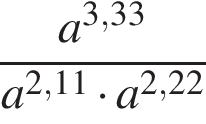 a^{3,33}
a^{2,11} · a^{2,22}